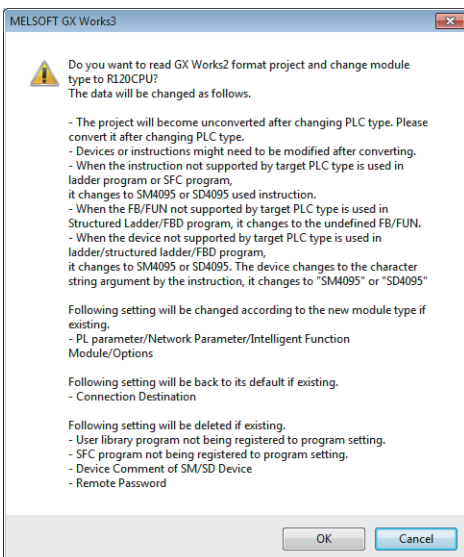 MELSOFT GX Works3
Do you want to read GX Works2 format project and change module
type to R120CPU?
The data will be changed as follows.
- The project will become unconverted after changing PLC type. Please
convert it after changing PLC type.
- Devices or instructions might need to be modified after converting.
- When the instruction not supported by target PLC type is used in
ladder program or SFC program,
it changes to SM4095 or SD4095 used instruction.
- When the FB/FUN not supported by target PLC type is used in
Structured Ladder/FBD program, it changes to the undefined FB/FUN.
- When the device not supported by target PLC type is used in
ladder/structured ladder/FBD program,
it changes to SM4095 or SD4095. The device changes to the character
string argument by the instruction, it changes to "SM4095" or "SD4095"
Following setting will be changed according to the new module type if
existing.
- PL parameter/Network Parameter/Intelligent Function
Module/Options
Following setting will be back to its default if existing.
- Connection Destination
Following setting will be deleted if existing.
- User library program not being registered to program setting.
- SFC program not being registered to program setting.
- Device Comment of SM/SD Device
- Remote Password
OK
Cancel